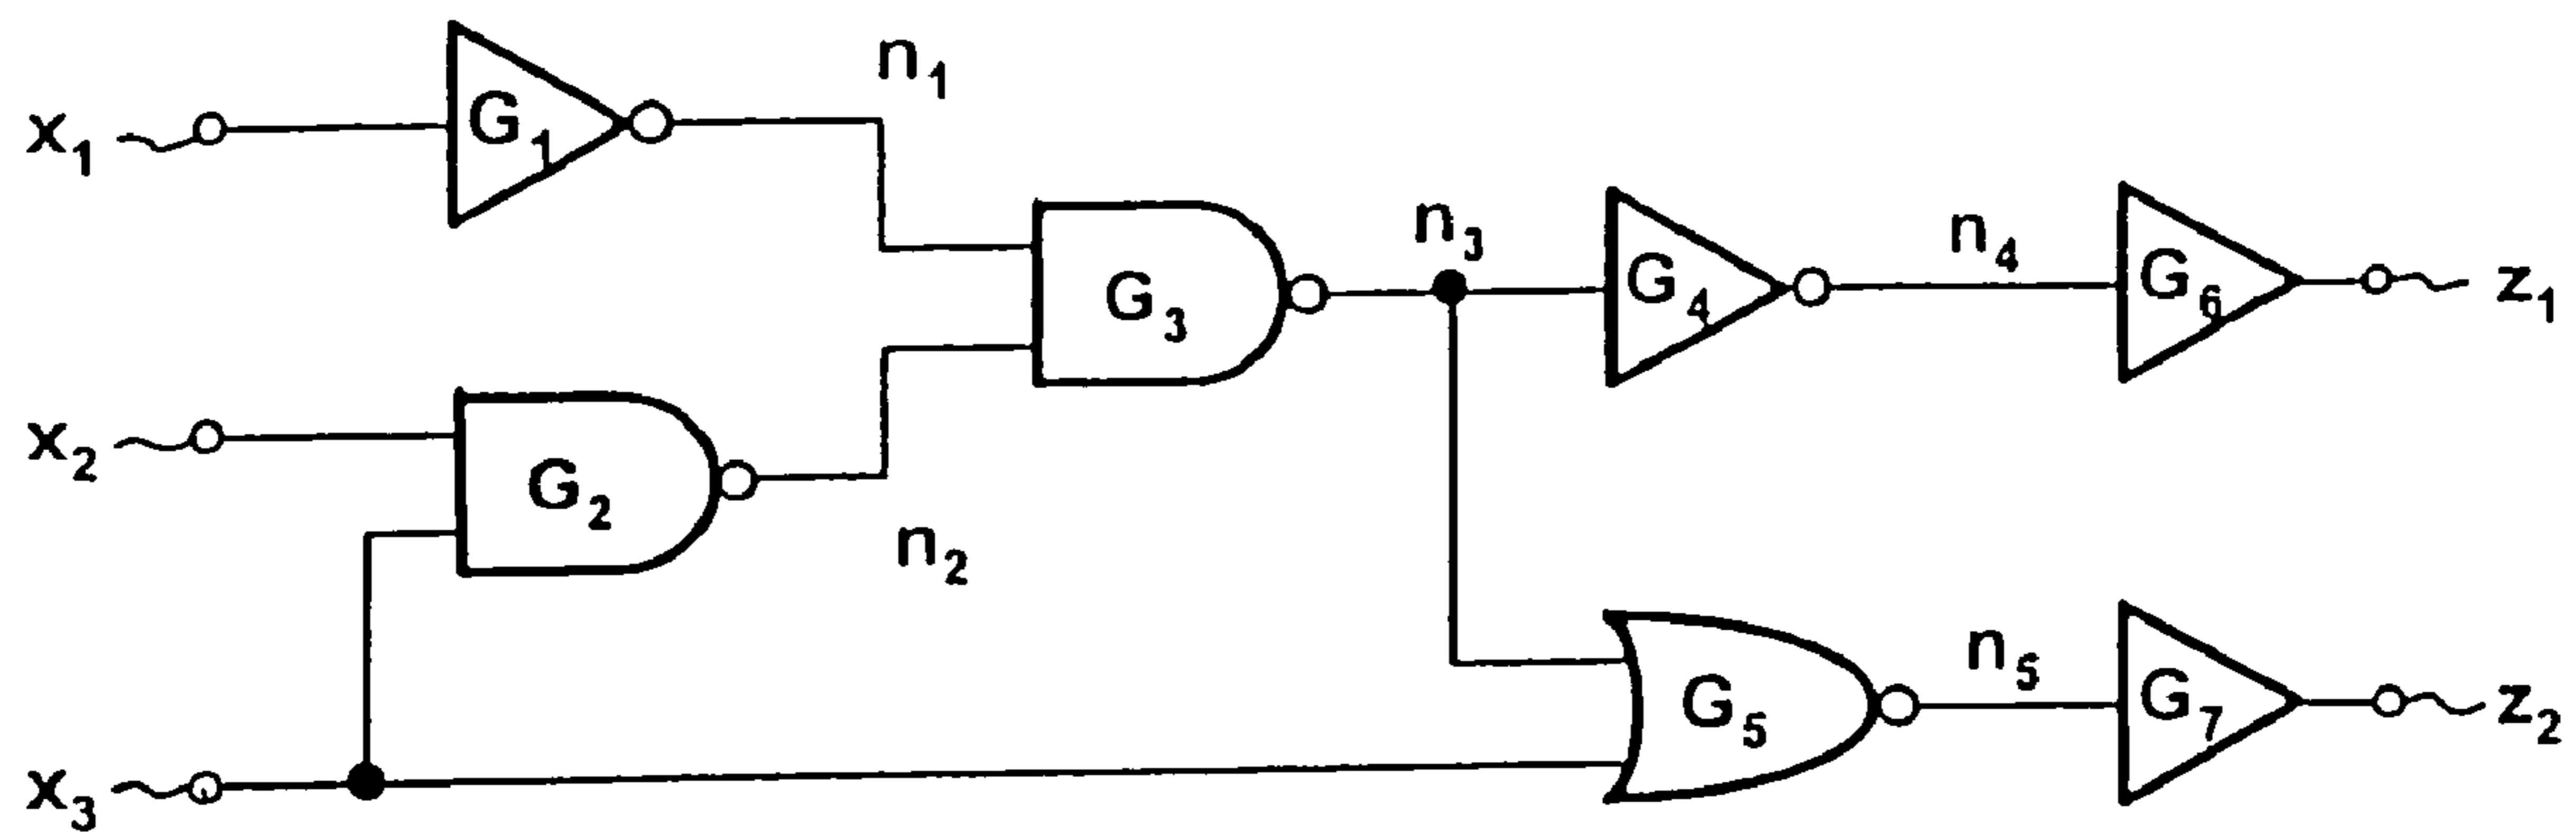 x₁
G₁
n₁
x₂
G₂
n₂
x₃
G₃
n₃
G₄
n₄
G₆
z₁
G₅
n₅
G₇
z₂